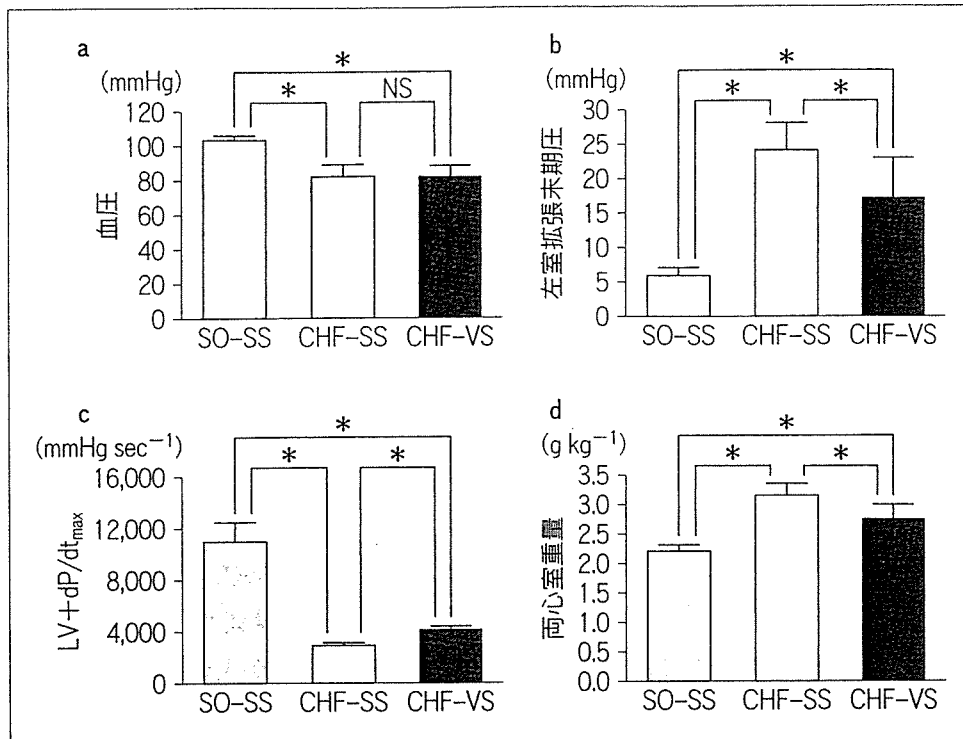 a
(mmHg)
*
*
NS
120
100
80
60
40
20
0
血圧
SO-SS CHF-SS CHF-VS
b
(mmHg)
*
*
*
30
25
20
15
10
5
0
左室拡張末期圧
SO-SS CHF-SS CHF-VS
c
(mmHg sec⁻¹)
*
*
*
16,000
12,000
8,000
4,000
0
LV+dP/dtmax
SO-SS CHF-SS CHF-VS
d
(g kg⁻¹)
*
*
*
3.5
3.0
2.5
2.0
1.5
1.0
0.5
0.0
両心室重量
SO-SS CHF-SS CHF-VS